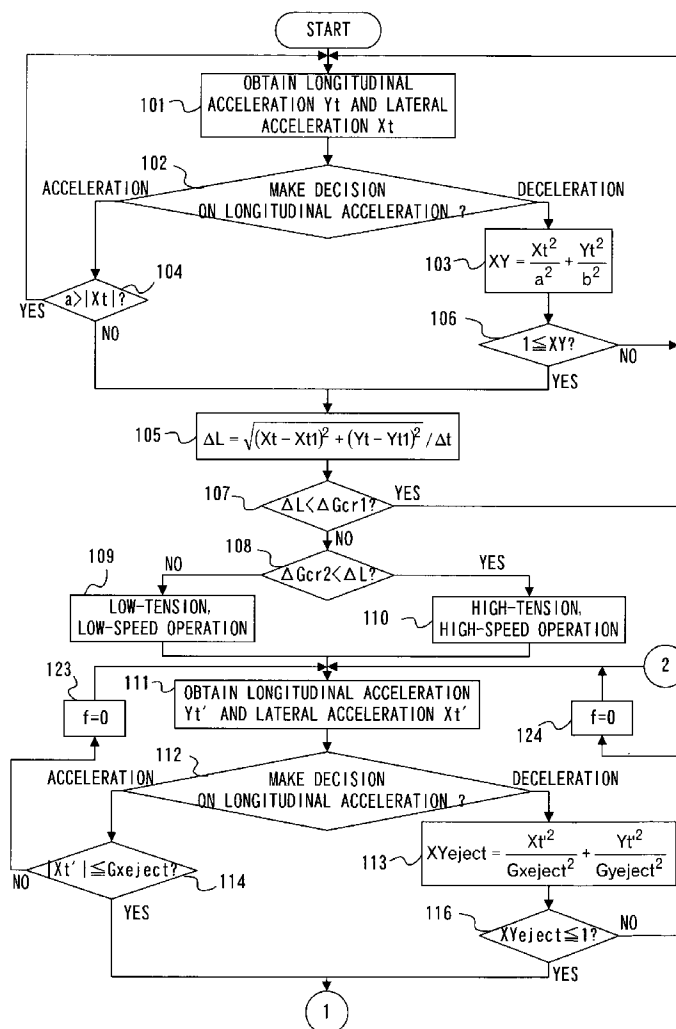 START
101
OBTAIN LONGITUDINAL
ACCELERATION Yt AND LATERAL
ACCELERATION Xt
102
ACCELERATION
MAKE DECISION
ON LONGITUDINAL ACCELERATION ?
DECELERATION
103
XY = Xt²/a² + Yt²/b²
104
a>|Xt|?
YES
NO
106
1≦XY?
NO
YES
105
ΔL = √(Xt – Xt1)² + (Yt – Yt1)² / Δt
107
ΔL<ΔGcr1?
YES
NO
108
ΔGcr2<ΔL?
NO
YES
109
LOW-TENSION,
LOW-SPEED OPERATION
110
HIGH-TENSION,
HIGH-SPEED OPERATION
2
123
f=0
111
OBTAIN LONGITUDINAL ACCELERATION
Yt′ AND LATERAL ACCELERATION Xt′
124
f=0
112
ACCELERATION
MAKE DECISION
ON LONGITUDINAL ACCELERATION ?
DECELERATION
113
XYeject = Xt'²/Gxeject² + Yt'²/Gyeject²
114
|Xt′|≦Gxeject?
NO
YES
116
XYeject≦1?
NO
YES
1